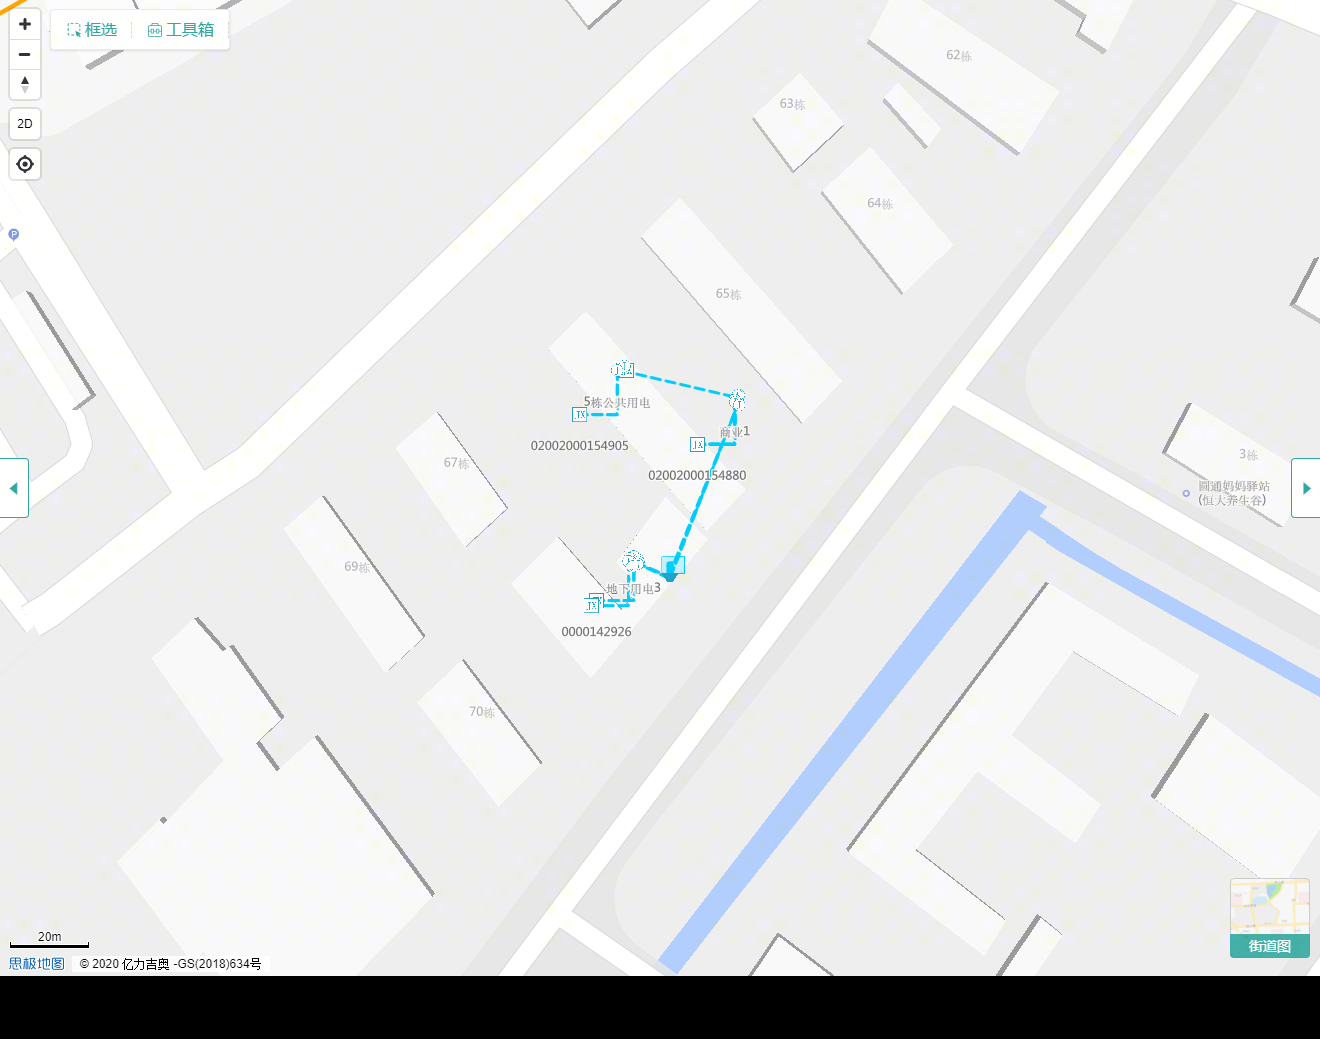 框选
工具箱
2D
P
62栋
63栋
64栋
65栋
5栋公共用电
JX
02002000154905
商业1
JX
02002000154880
67栋
69栋
地下用电3
JX
0000142926
70栋
3栋
圆通妈妈驿站
(恒大养生谷)
20m
思极地图
© 2020 亿力吉奥 -GS(2018)634号
街道图